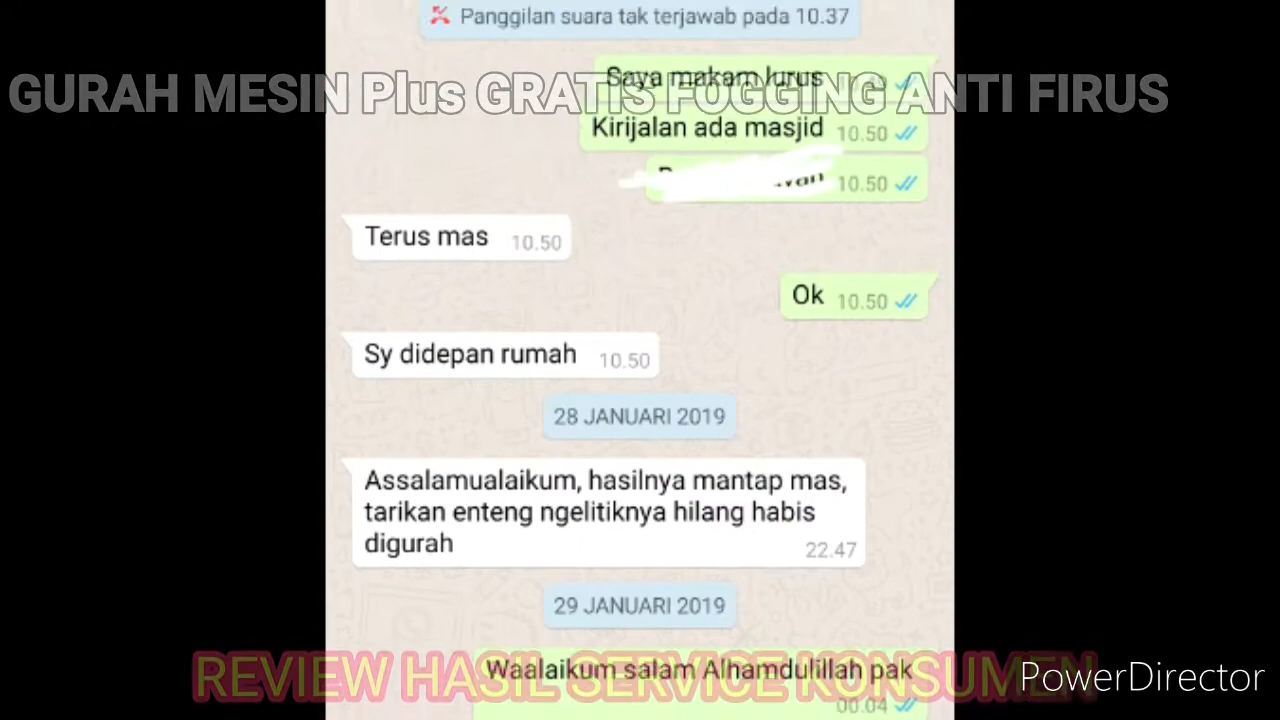 Panggilan suara tak terjawab pada 10.37
Saya makam lurus
GURAH MESIN Plus GRATIS FOGGING ANTI FIRUS
Kirijalan ada masjid 10.50
10.50
Terus mas 10.50
Ok 10.50
Sy didepan rumah 10.50
28 JANUARI 2019
Assalamualaikum, hasilnya mantap mas,
tarikan enteng ngelitiknya hilang habis
digurah 22.47
29 JANUARI 2019
Waalaikum salam Alhamdulillah pak
REVIEW HASIL SERVICE KONSUMEN
PowerDirector
00.04